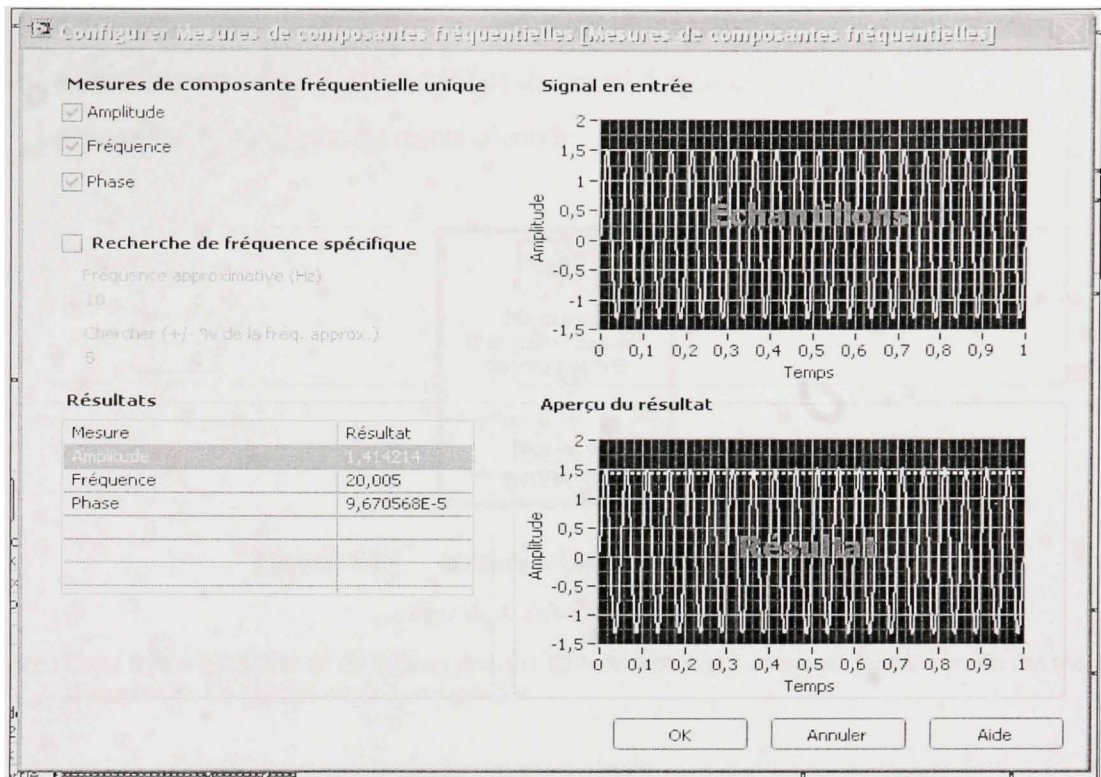 Configurer Mesures de composantes fréquentielles [Mesures de composantes fréquentielles]
Mesures de composante fréquentielle unique
Amplitude
Fréquence
Phase
Recherche de fréquence spécifique
Fréquence approximative (Hz)
10
Chercher (+/- % de la fréq. approx.)
5
Résultats
Mesure Résultat
Amplitude 1,414214
Fréquence 20,005
Phase 9,670568E-5
Signal en entrée
Amplitude
2
1,5
1
0,5
0
-0,5
-1
-1,5
Échantillons
0 0,1 0,2 0,3 0,4 0,5 0,6 0,7 0,8 0,9 1
Temps
Aperçu du résultat
Amplitude
2
1,5
1
0,5
0
-0,5
-1
-1,5
Résultat
0 0,1 0,2 0,3 0,4 0,5 0,6 0,7 0,8 0,9 1
Temps
OK Annuler Aide